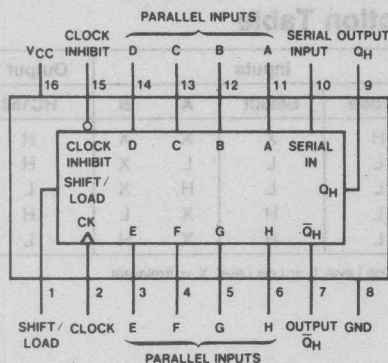 PARALLEL INPUTS
VCC CLOCK INHIBIT D C B A SERIAL INPUT OUTPUT QH
16 15 14 13 12 11 10 9
CLOCK INHIBIT D C B A SERIAL IN
SHIFT/ LOAD QH
CK
E F G H Q̅H
1 2 3 4 5 6 7 8
SHIFT/ LOAD CLOCK E F G H OUTPUT Q̅H GND
PARALLEL INPUTS